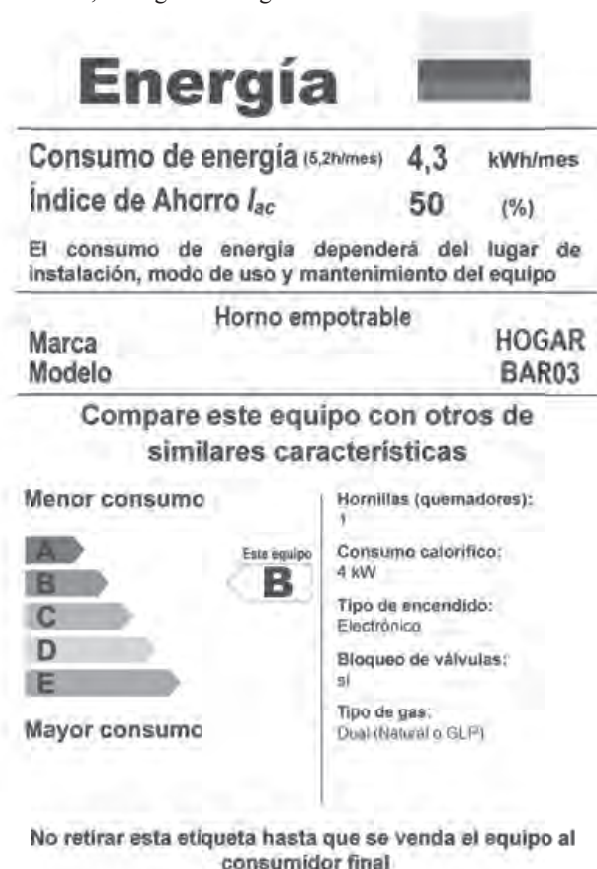 Energía
Consumo de energía (5,2h/mes) 4,3 kWh/mes
Índice de Ahorro Iac 50 (%)
El consumo de energía dependerá del lugar de
instalación, modo de uso y mantenimiento del equipo
Horno empotrable
Marca HOGAR
Modelo BAR03
Compare este equipo con otros de
similares características
Menor consumo
A
B
C
D
E
Mayor consumo
Este equipo
B
Hornillas (quemadores):
1
Consumo calorífico:
4 kW
Tipo de encendido:
Electrónico
Bloqueo de válvulas:
si
Tipo de gas:
Dual (Natural o GLP)
No retirar esta etiqueta hasta que se venda el equipo al
consumidor final